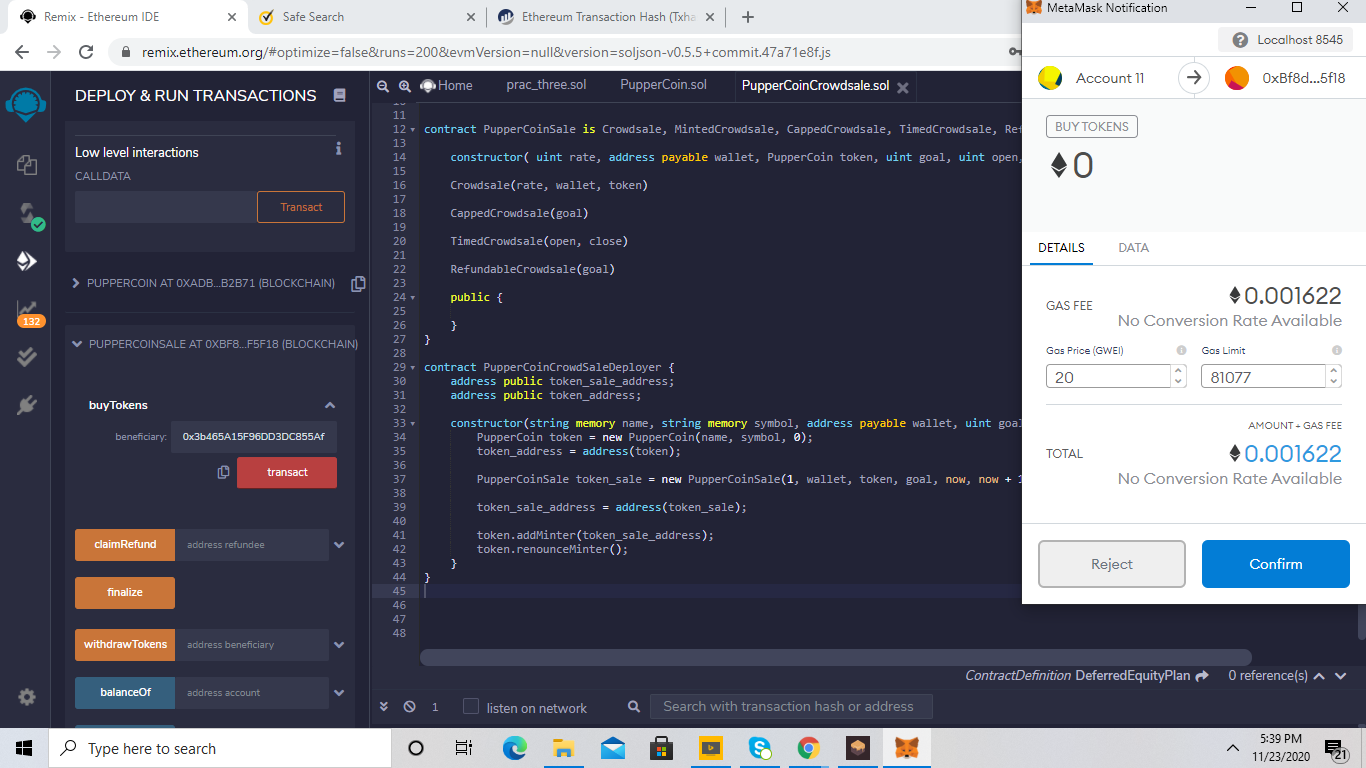 Remix - Ethereum IDE
Safe Search
Ethereum Transaction Hash (Txha
remix.ethereum.org/#optimize=false&runs=200&evmVersion=null&version=soljson-v0.5.5+commit.47a71e8f.js
DEPLOY & RUN TRANSACTIONS
Low level interactions
CALLDATA
Transact
PUPPERCOIN AT 0XADB...B2B71 (BLOCKCHAIN)
132
PUPPERCOINSALE AT 0XBF8...F5F18 (BLOCKCHAIN)
buyTokens
beneficiary: 0x3b465A15F96DD3DC855Af
transact
claimRefund address refundee
finalize
withdrawTokens address beneficiary
balanceOf address account
Home prac_three.sol PupperCoin.sol PupperCoinCrowdsale.sol
11
12 contract PupperCoinSale is Crowdsale, MintedCrowdsale, CappedCrowdsale, TimedCrowdsale, Ref
13
14 constructor( uint rate, address payable wallet, PupperCoin token, uint goal, uint open,
15
16 Crowdsale(rate, wallet, token)
17
18 CappedCrowdsale(goal)
19
20 TimedCrowdsale(open, close)
21
22 RefundableCrowdsale(goal)
23
24 public {
25
26 }
27 }
28
29 contract PupperCoinCrowdSaleDeployer {
30 address public token_sale_address;
31 address public token_address;
32
33 constructor(string memory name, string memory symbol, address payable wallet, uint goal
34 PupperCoin token = new PupperCoin(name, symbol, 0);
35 token_address = address(token);
36
37 PupperCoinSale token_sale = new PupperCoinSale(1, wallet, token, goal, now, now + 1
38
39 token_sale_address = address(token_sale);
40
41 token.addMinter(token_sale_address);
42 token.renounceMinter();
43 }
44 }
45
46
47
48
ContractDefinition DeferredEquityPlan 0 reference(s)
1 listen on network Search with transaction hash or address
MetaMask Notification
Localhost 8545
Account 11 0xBf8d...5f18
BUY TOKENS
0
DETAILS DATA
GAS FEE 0.001622
No Conversion Rate Available
Gas Price (GWEI) Gas Limit
20 81077
AMOUNT + GAS FEE
TOTAL 0.001622
No Conversion Rate Available
Reject Confirm
Type here to search
5:39 PM
11/23/2020
21